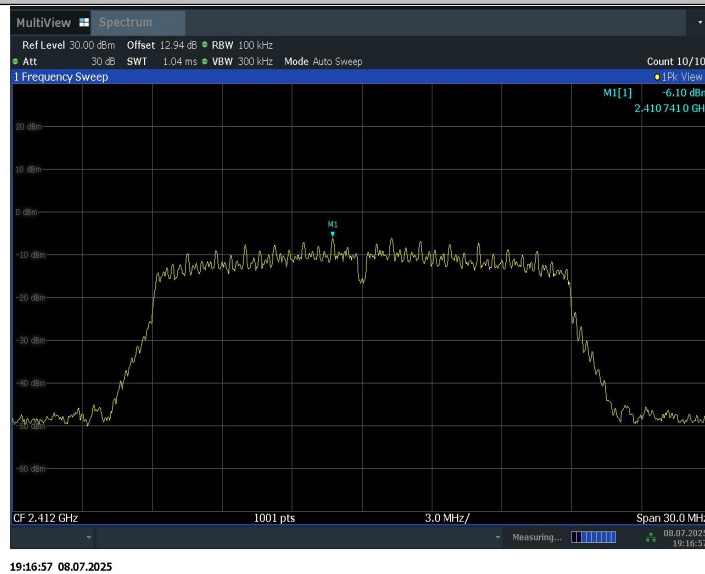 MultiView Spectrum
Ref Level 30.00 dBm Offset 12.94 dB RBW 100 kHz
Att 30 dB SWT 1.04 ms VBW 300 kHz Mode Auto Sweep Count 10/10
1 Frequency Sweep 1Pk View
M1[1] -6.10 dBm
2.410 741 0 GH
M1
20 dBm
10 dBm
0 dBm
-10 dBm
-20 dBm
-30 dBm
-40 dBm
-50 dBm
-60 dBm
CF 2.412 GHz 1001 pts 3.0 MHz/ Span 30.0 MHz
Measuring... 08.07.2025
19:16:57
19:16:57 08.07.2025